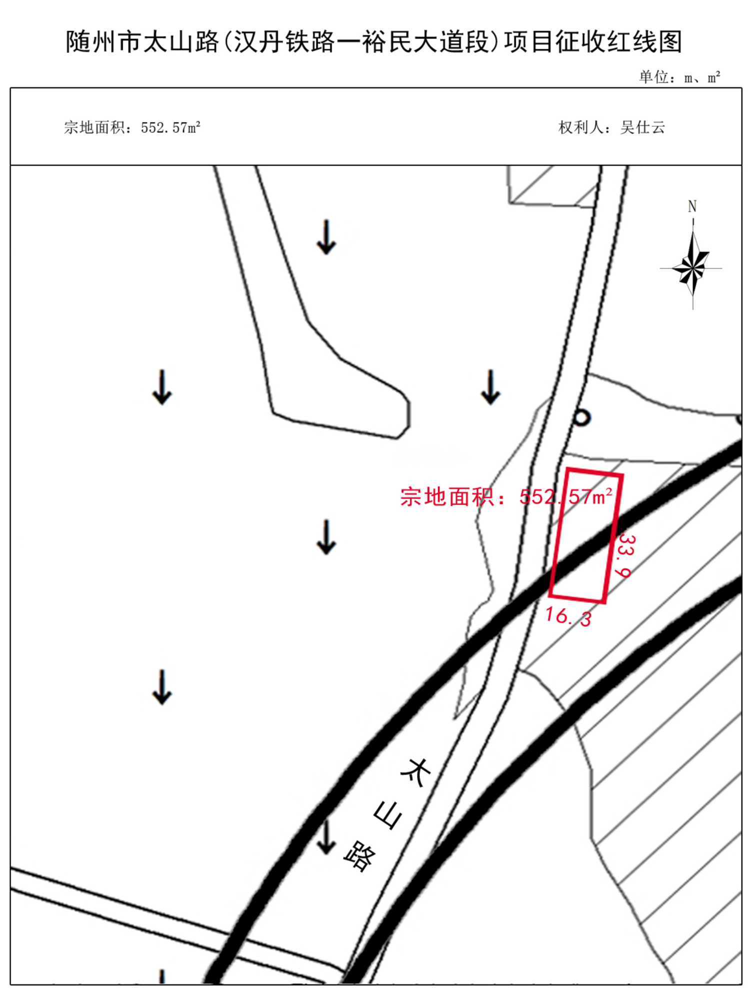 随州市太山路(汉丹铁路一裕民大道段)项目征收红线图
单位：m、m²
宗地面积：552.57m²
权利人：吴仕云
N
宗地面积：552.57m²
33.9
16.3
太山路